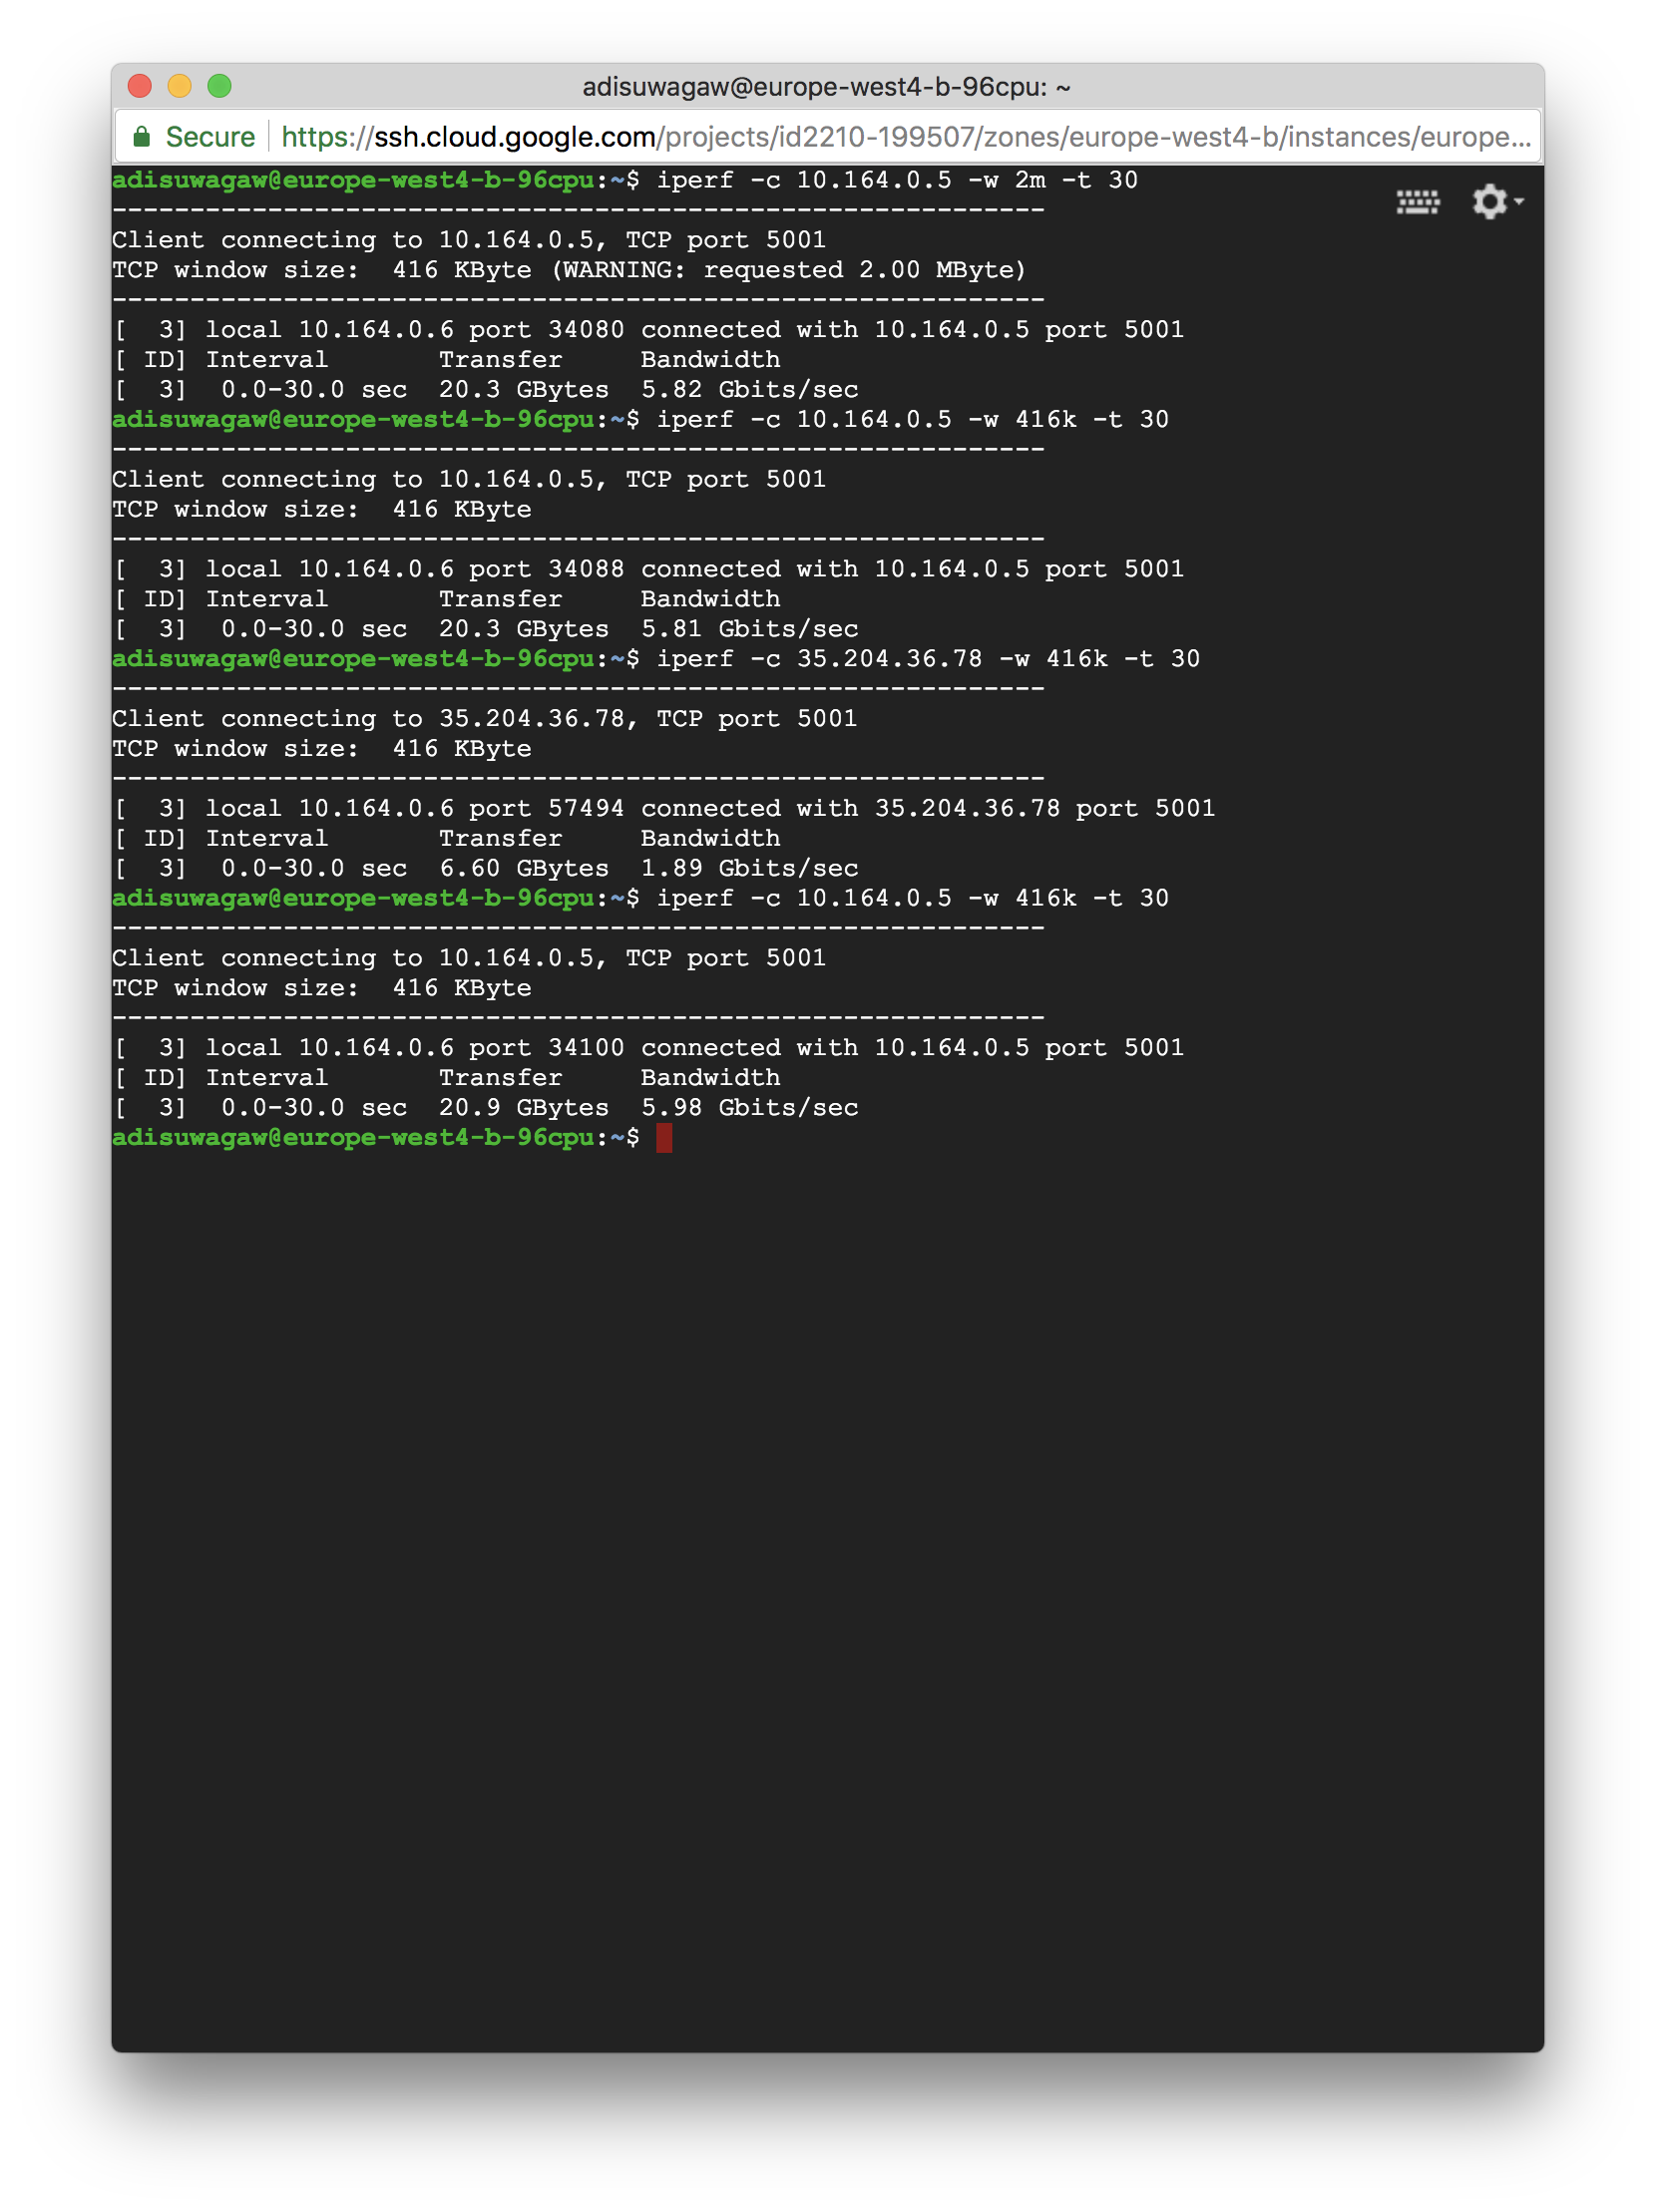 adisuwagaw@europe-west4-b-96cpu: ~
Secure https://ssh.cloud.google.com/projects/id2210-199507/zones/europe-west4-b/instances/europe...
adisuwagaw@europe-west4-b-96cpu:~$ iperf -c 10.164.0.5 -w 2m -t 30
------------------------------------------------------------
Client connecting to 10.164.0.5, TCP port 5001
TCP window size:  416 KByte (WARNING: requested 2.00 MByte)
------------------------------------------------------------
[  3] local 10.164.0.6 port 34080 connected with 10.164.0.5 port 5001
[ ID] Interval       Transfer     Bandwidth
[  3]  0.0-30.0 sec  20.3 GBytes  5.82 Gbits/sec
adisuwagaw@europe-west4-b-96cpu:~$ iperf -c 10.164.0.5 -w 416k -t 30
------------------------------------------------------------
Client connecting to 10.164.0.5, TCP port 5001
TCP window size:  416 KByte
------------------------------------------------------------
[  3] local 10.164.0.6 port 34088 connected with 10.164.0.5 port 5001
[ ID] Interval       Transfer     Bandwidth
[  3]  0.0-30.0 sec  20.3 GBytes  5.81 Gbits/sec
adisuwagaw@europe-west4-b-96cpu:~$ iperf -c 35.204.36.78 -w 416k -t 30
------------------------------------------------------------
Client connecting to 35.204.36.78, TCP port 5001
TCP window size:  416 KByte
------------------------------------------------------------
[  3] local 10.164.0.6 port 57494 connected with 35.204.36.78 port 5001
[ ID] Interval       Transfer     Bandwidth
[  3]  0.0-30.0 sec  6.60 GBytes  1.89 Gbits/sec
adisuwagaw@europe-west4-b-96cpu:~$ iperf -c 10.164.0.5 -w 416k -t 30
------------------------------------------------------------
Client connecting to 10.164.0.5, TCP port 5001
TCP window size:  416 KByte
------------------------------------------------------------
[  3] local 10.164.0.6 port 34100 connected with 10.164.0.5 port 5001
[ ID] Interval       Transfer     Bandwidth
[  3]  0.0-30.0 sec  20.9 GBytes  5.98 Gbits/sec
adisuwagaw@europe-west4-b-96cpu:~$